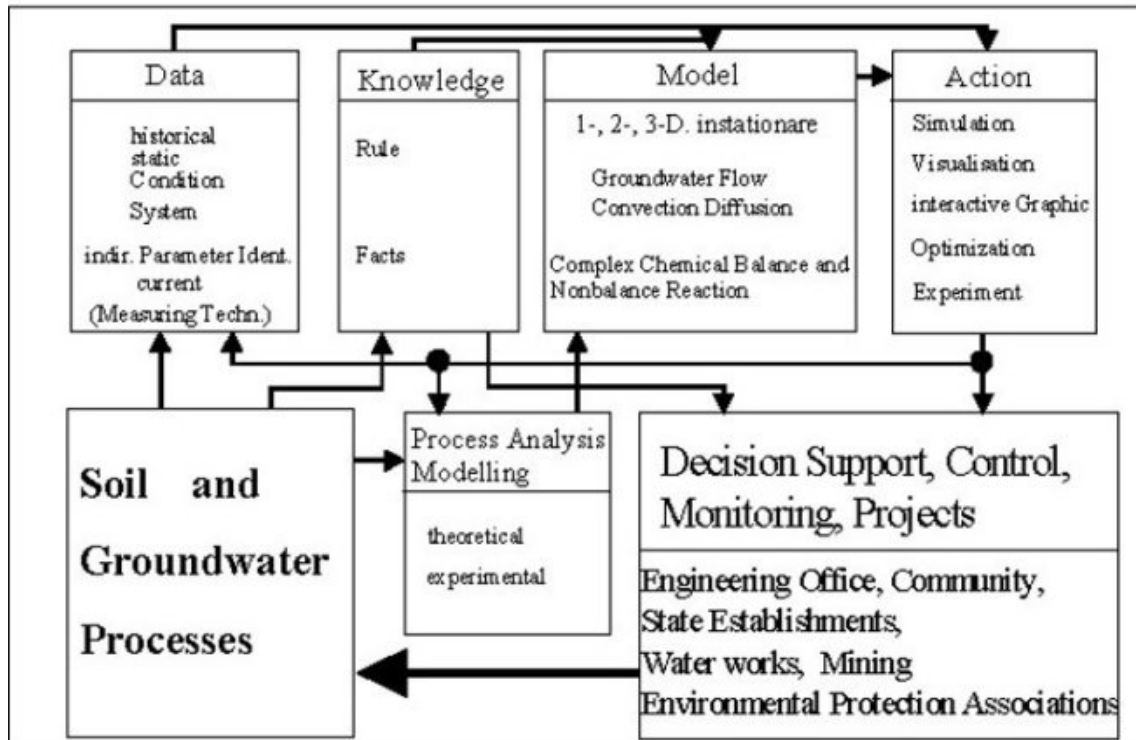 Data
historical
static
Condition
System
indir. Parameter Ident.
current
(Measuring Techn.)
Knowledge
Rule
Facts
Model
1-, 2-, 3-D. instationare
Groundwater Flow
Convection Diffusion
Complex Chemical Balance and
Nonbalance Reaction
Action
Simulation
Visualisation
interactive Graphic
Optimization
Experiment
Soil and
Groundwater
Processes
Process Analysis
Modelling
theoretical
experimental
Decision Support, Control,
Monitoring, Projects
Engineering Office, Community,
State Establishments,
Water works, Mining
Environmental Protection Associations